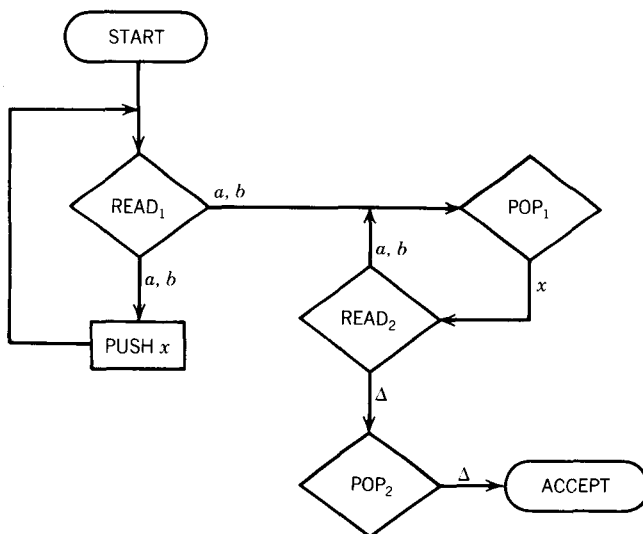 START
READ₁
a, b
POP₁
a, b
a, b
x
READ₂
PUSH x
Δ
POP₂
Δ
ACCEPT